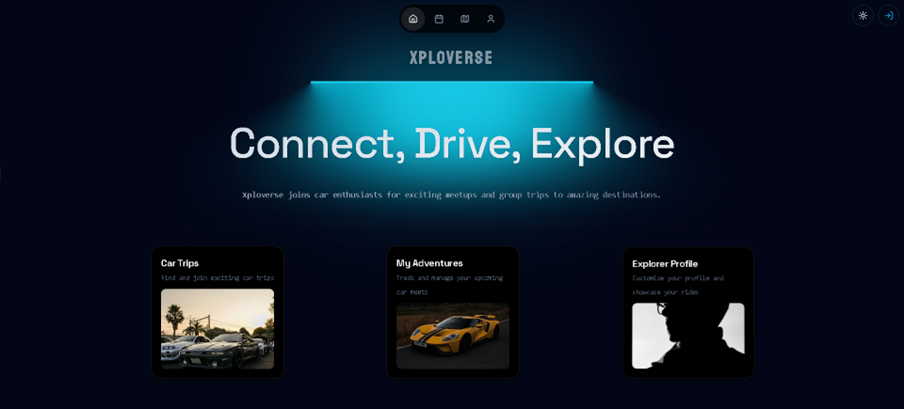 XPLOVERSE
Connect, Drive, Explore
Xploverse joins car enthusiasts for exciting meetups and group trips to amazing destinations.
Car Trips
Find and join exciting car trips
My Adventures
Track and manage your upcoming
car meets
Explorer Profile
Customize your profile and
showcase your rides